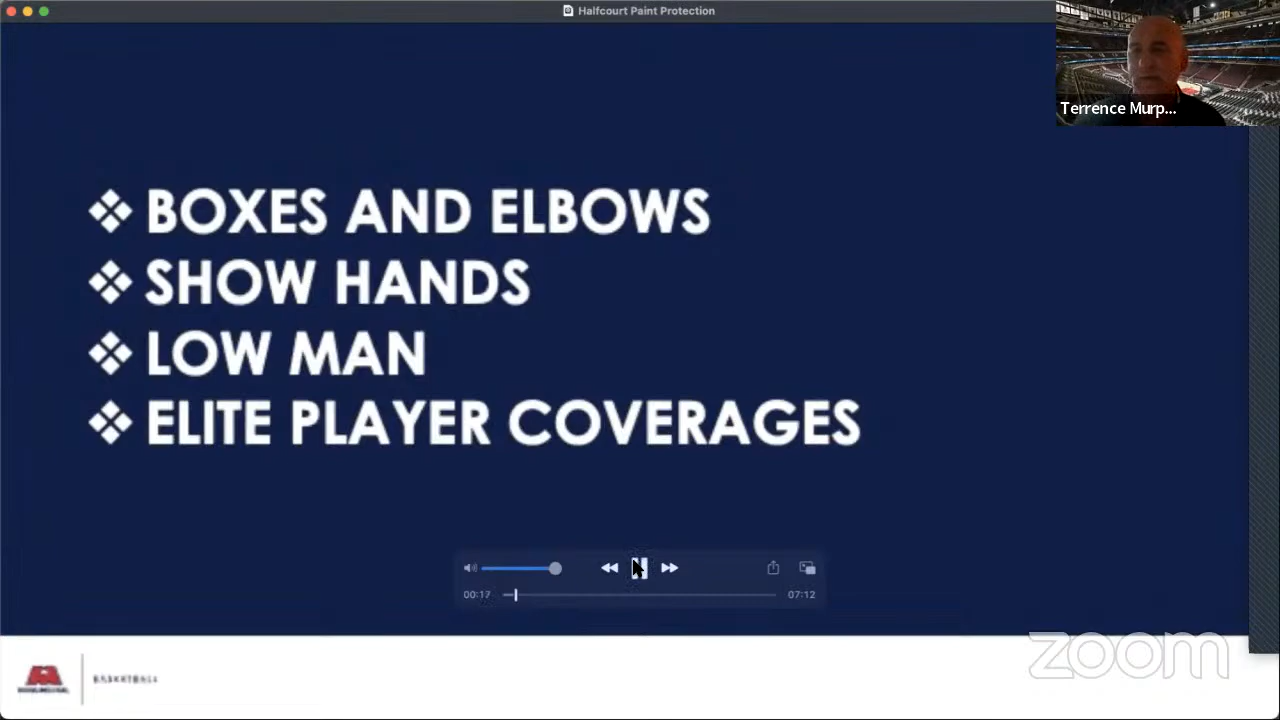 Halfcourt Paint Protection
Terrence Murp...
❖ BOXES AND ELBOWS
❖ SHOW HANDS
❖ LOW MAN
❖ ELITE PLAYER COVERAGES
00:17
07:12
zoom
BASKETBALL